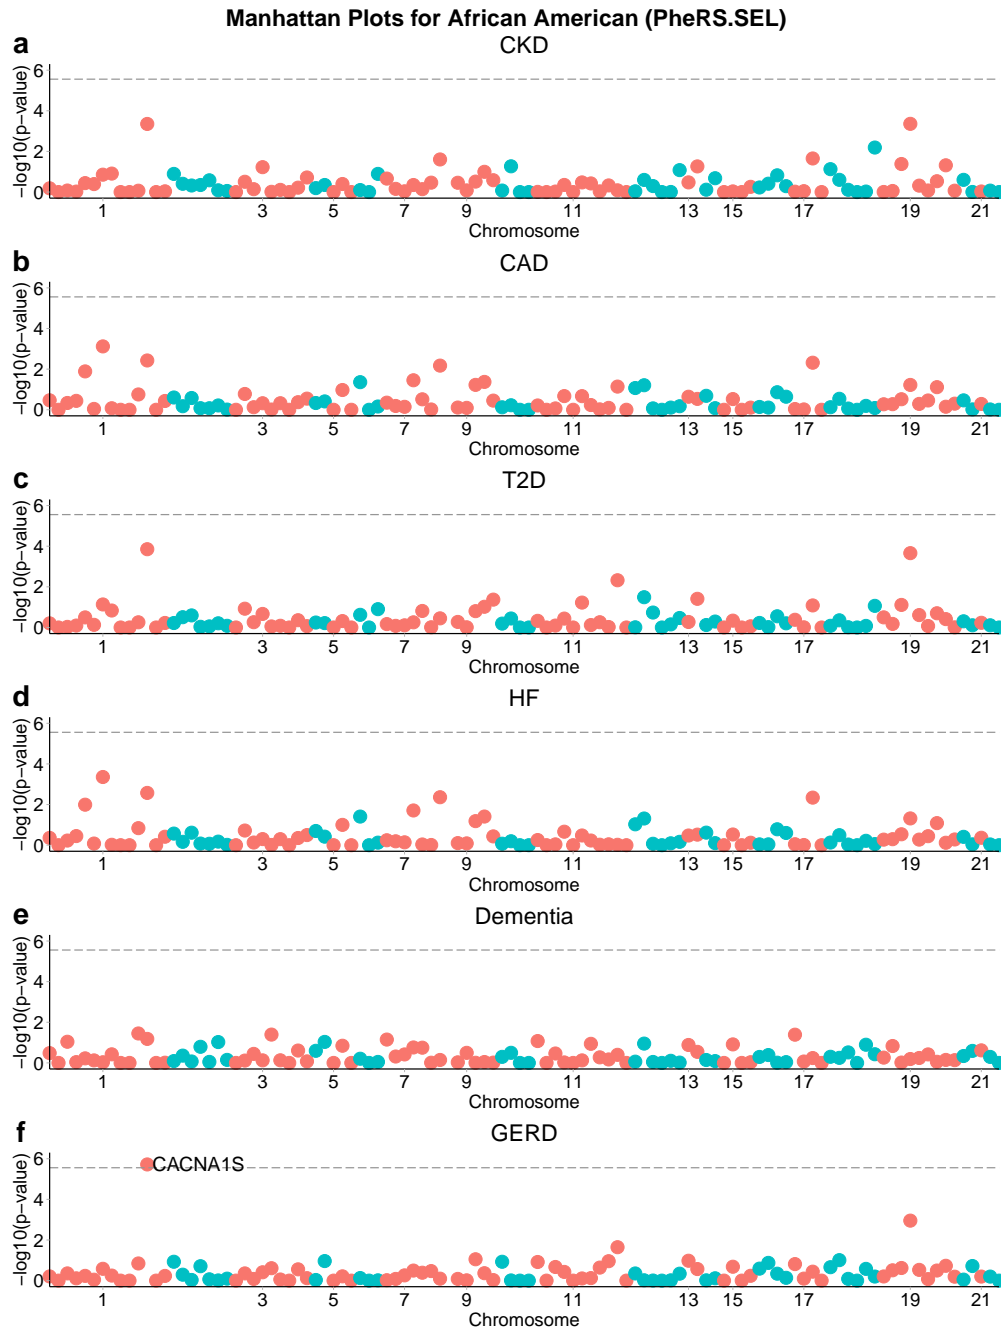 Manhattan Plots for African American (PheRS.SEL)
a
CKD
−log10(p−value)
6
4
2
0
1 3 5 7 9 11 13 15 17 19 21
Chromosome
b
CAD
−log10(p−value)
6
4
2
0
1 3 5 7 9 11 13 15 17 19 21
Chromosome
c
T2D
−log10(p−value)
6
4
2
0
1 3 5 7 9 11 13 15 17 19 21
Chromosome
d
HF
−log10(p−value)
6
4
2
0
1 3 5 7 9 11 13 15 17 19 21
Chromosome
e
Dementia
−log10(p−value)
6
4
2
0
1 3 5 7 9 11 13 15 17 19 21
Chromosome
f
GERD
−log10(p−value)
6
CACNA1S
4
2
0
1 3 5 7 9 11 13 15 17 19 21
Chromosome